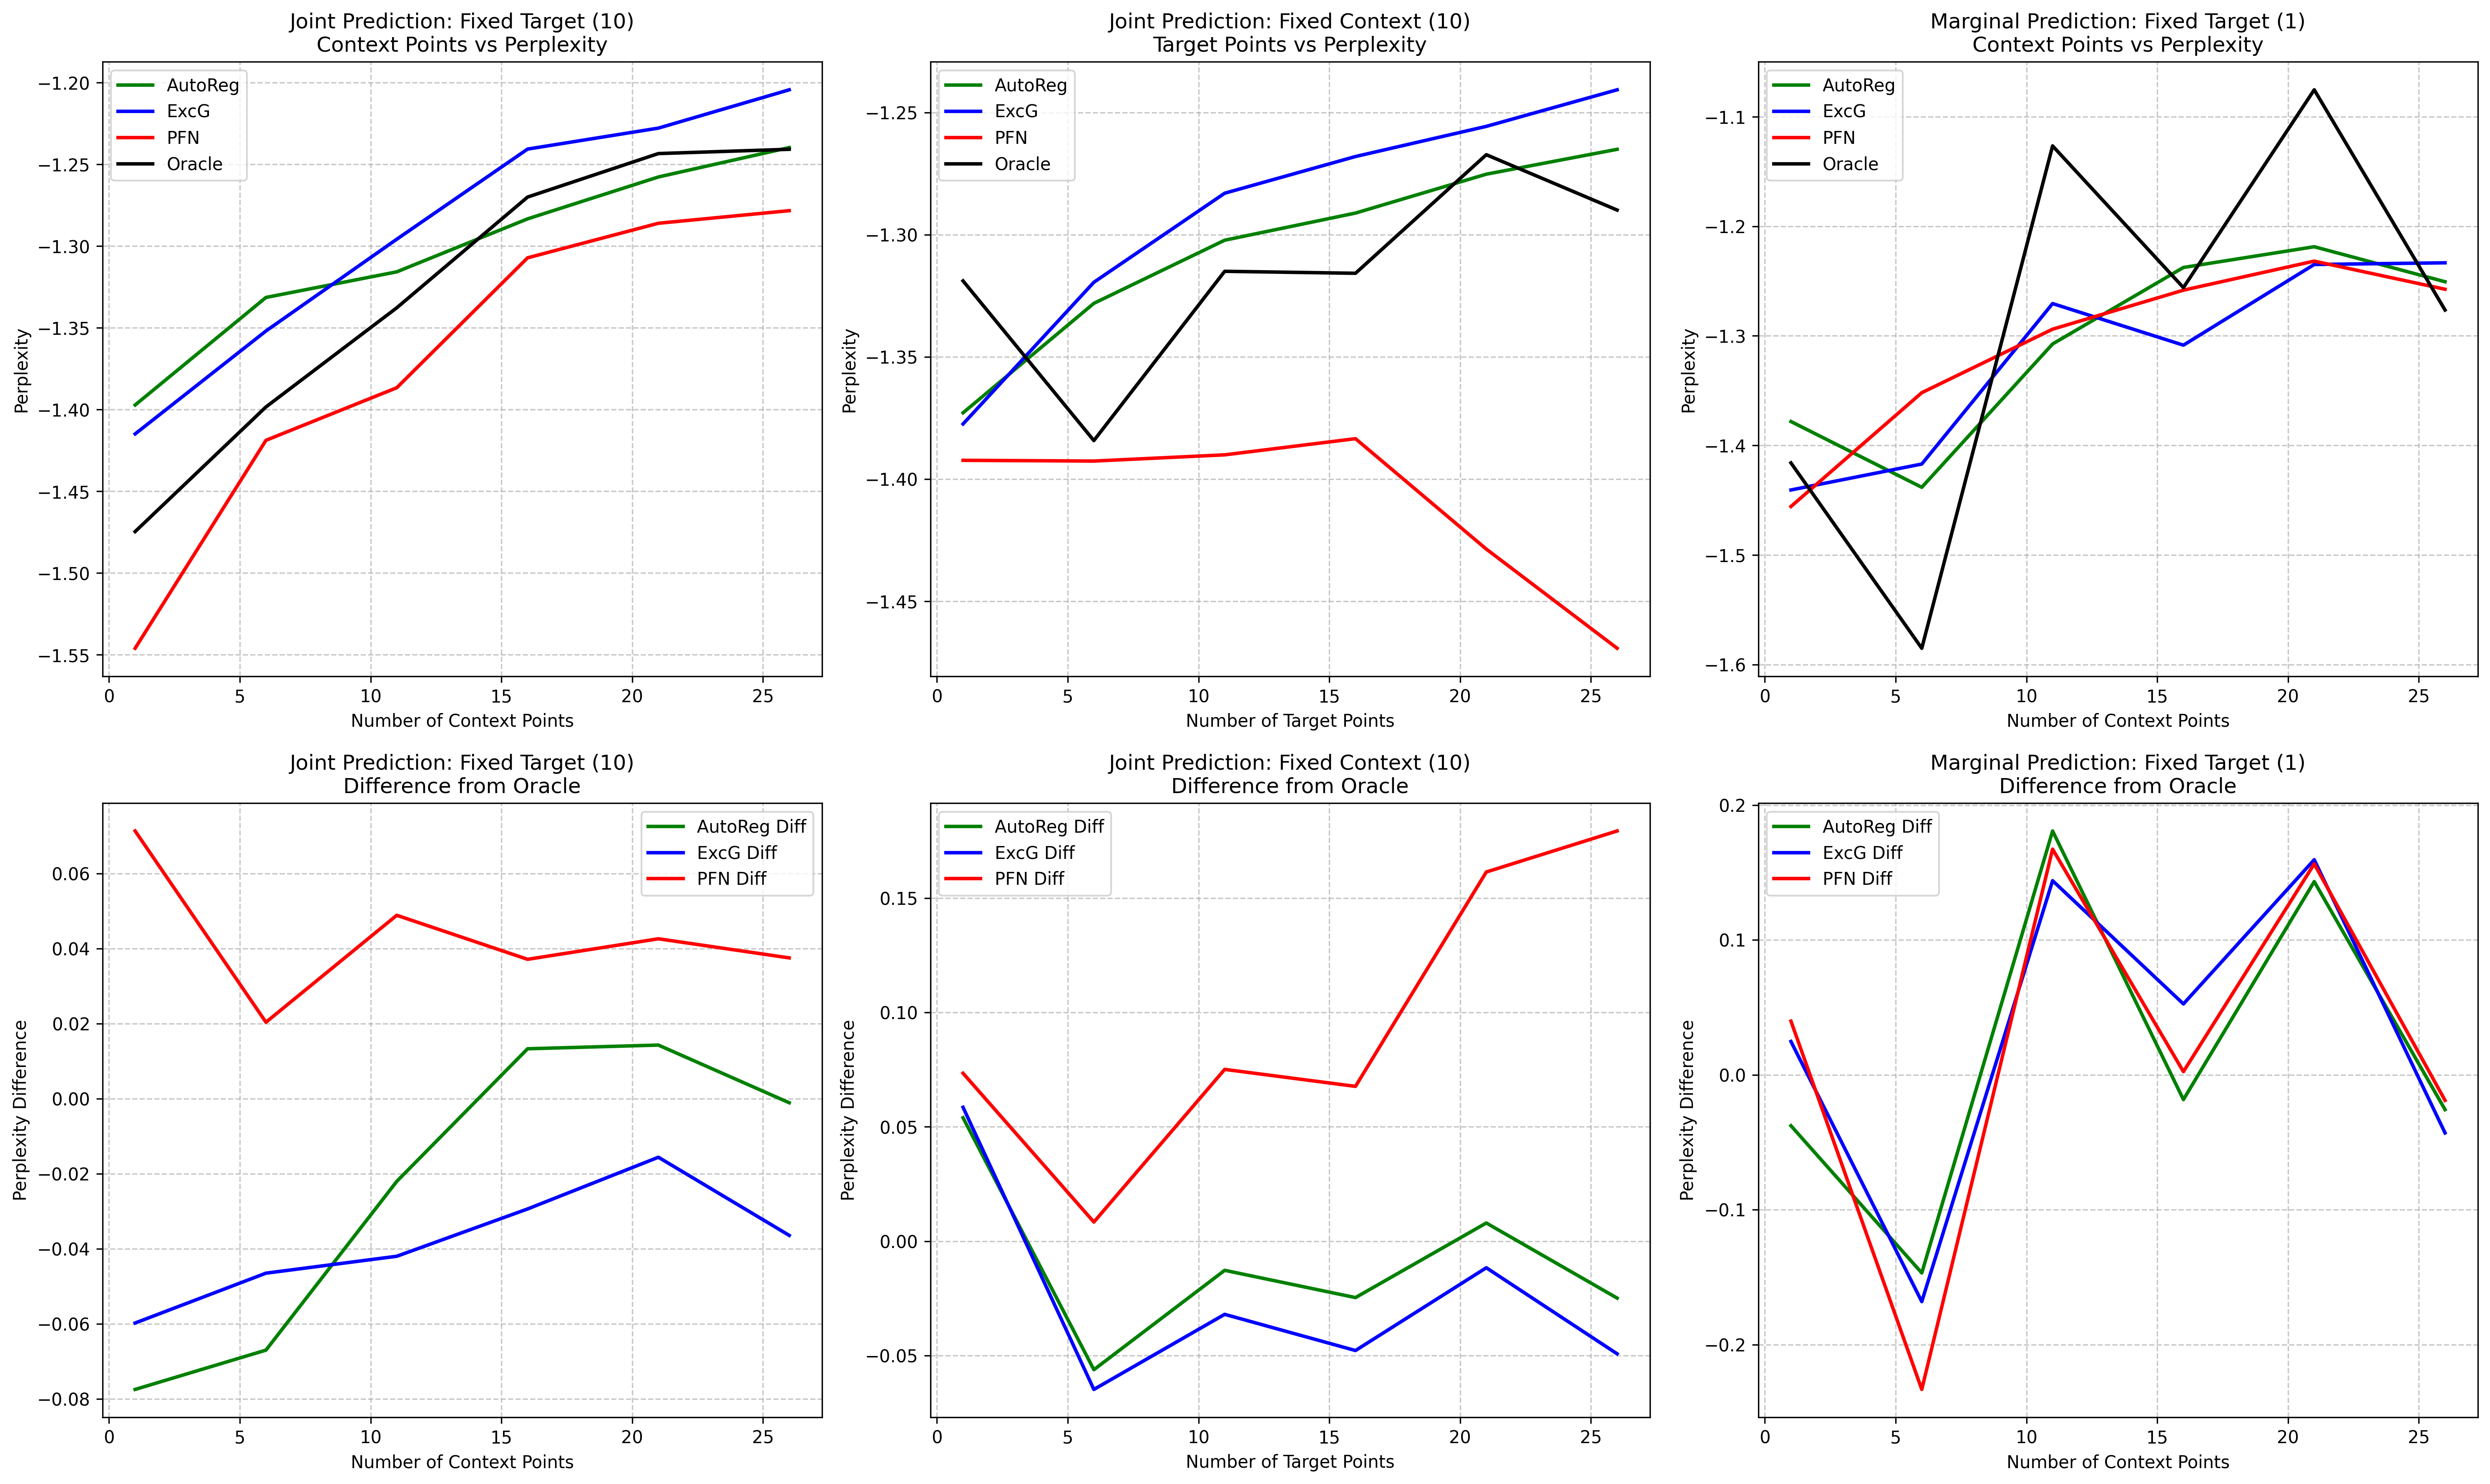 Joint Prediction: Fixed Target (10)
Context Points vs Perplexity
AutoReg
ExcG
PFN
Oracle
Perplexity
−1.20
−1.25
−1.30
−1.35
−1.40
−1.45
−1.50
−1.55
0 5 10 15 20 25
Number of Context Points
Joint Prediction: Fixed Context (10)
Target Points vs Perplexity
AutoReg
ExcG
PFN
Oracle
Perplexity
−1.25
−1.30
−1.35
−1.40
−1.45
0 5 10 15 20 25
Number of Target Points
Marginal Prediction: Fixed Target (1)
Context Points vs Perplexity
AutoReg
ExcG
PFN
Oracle
Perplexity
−1.1
−1.2
−1.3
−1.4
−1.5
−1.6
0 5 10 15 20 25
Number of Context Points
Joint Prediction: Fixed Target (10)
Difference from Oracle
AutoReg Diff
ExcG Diff
PFN Diff
Perplexity Difference
0.06
0.04
0.02
0.00
−0.02
−0.04
−0.06
−0.08
0 5 10 15 20 25
Number of Context Points
Joint Prediction: Fixed Context (10)
Difference from Oracle
AutoReg Diff
ExcG Diff
PFN Diff
Perplexity Difference
0.15
0.10
0.05
0.00
−0.05
0 5 10 15 20 25
Number of Target Points
Marginal Prediction: Fixed Target (1)
Difference from Oracle
AutoReg Diff
ExcG Diff
PFN Diff
Perplexity Difference
0.2
0.1
0.0
−0.1
−0.2
0 5 10 15 20 25
Number of Context Points